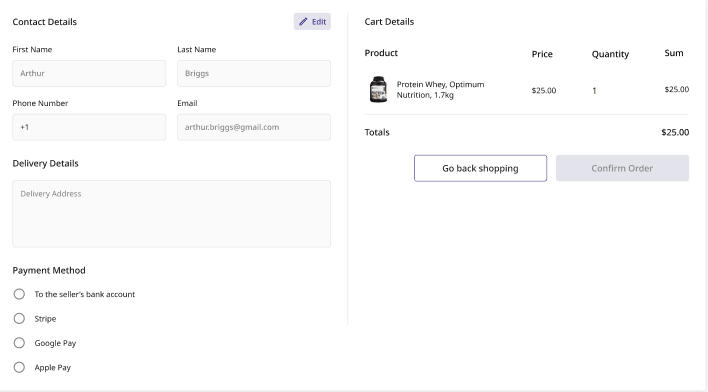 Contact Details
Edit
First Name
Last Name
Arthur
Briggs
Phone Number
Email
+1
arthur.briggs@gmail.com
Delivery Details
Delivery Address
Payment Method
To the seller's bank account
Stripe
Google Pay
Apple Pay
Cart Details
Product
Price
Quantity
Sum
Protein Whey, Optimum
Nutrition, 1.7kg
$25.00
1
$25.00
Totals
$25.00
Go back shopping
Confirm Order